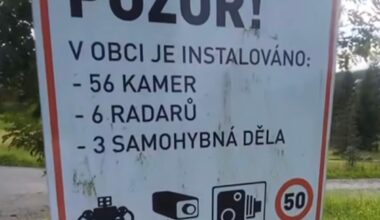 POZOR!
V OBCI JE INSTALOVÁNO:
- 56 KAMER
- 6 RADARŮ
- 3 SAMOHYBNÁ DĚLA
50